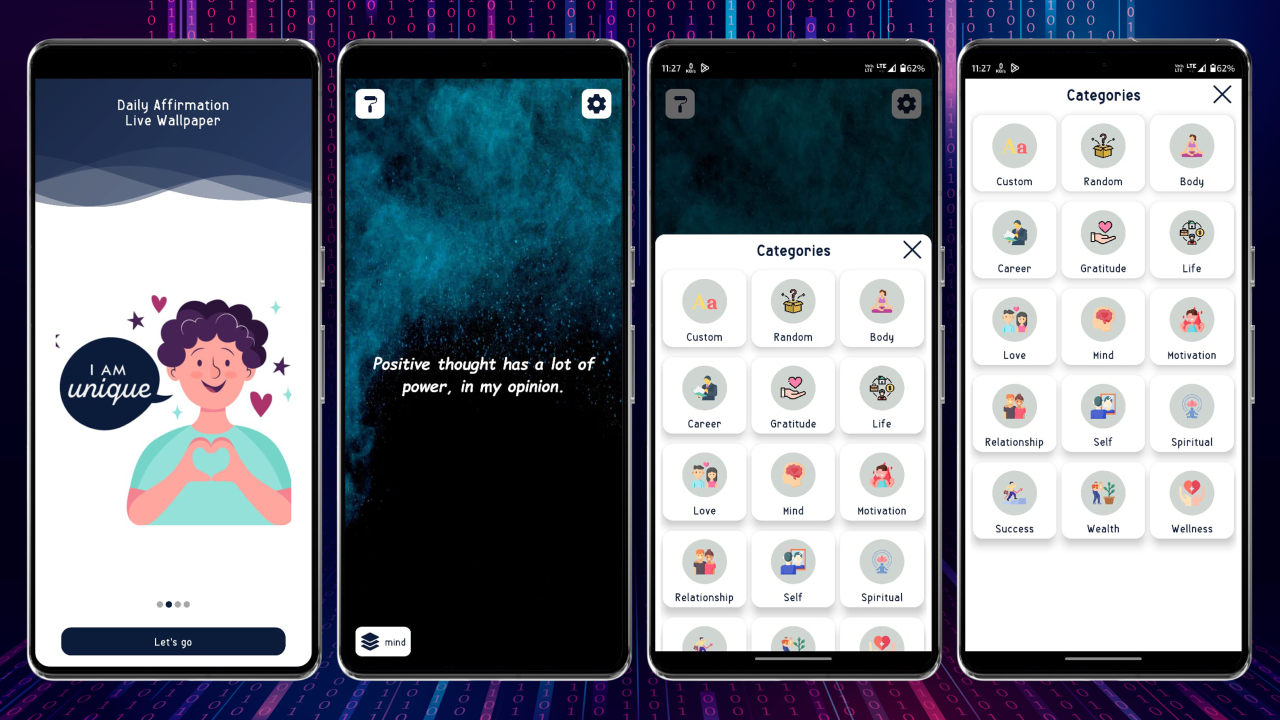 Daily Affirmation
Live Wallpaper
I AM
unique
Let's go
Positive thought has a lot of
power, in my opinion.
mind
11:27
LTE
62%
Categories
Custom Random Body
Career Gratitude Life
Love Mind Motivation
Relationship Self Spiritual
11:27
LTE
62%
Categories
Custom Random Body
Career Gratitude Life
Love Mind Motivation
Relationship Self Spiritual
Success Wealth Wellness